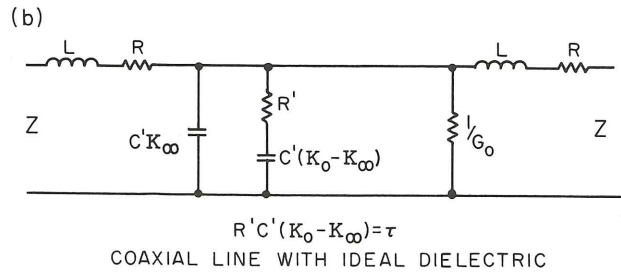 (b)
L R L R
R'
Z C'K∞ C'(K₀-K∞) 1/G₀ Z
R'C'(K₀-K∞)=τ
COAXIAL LINE WITH IDEAL DIELECTRIC